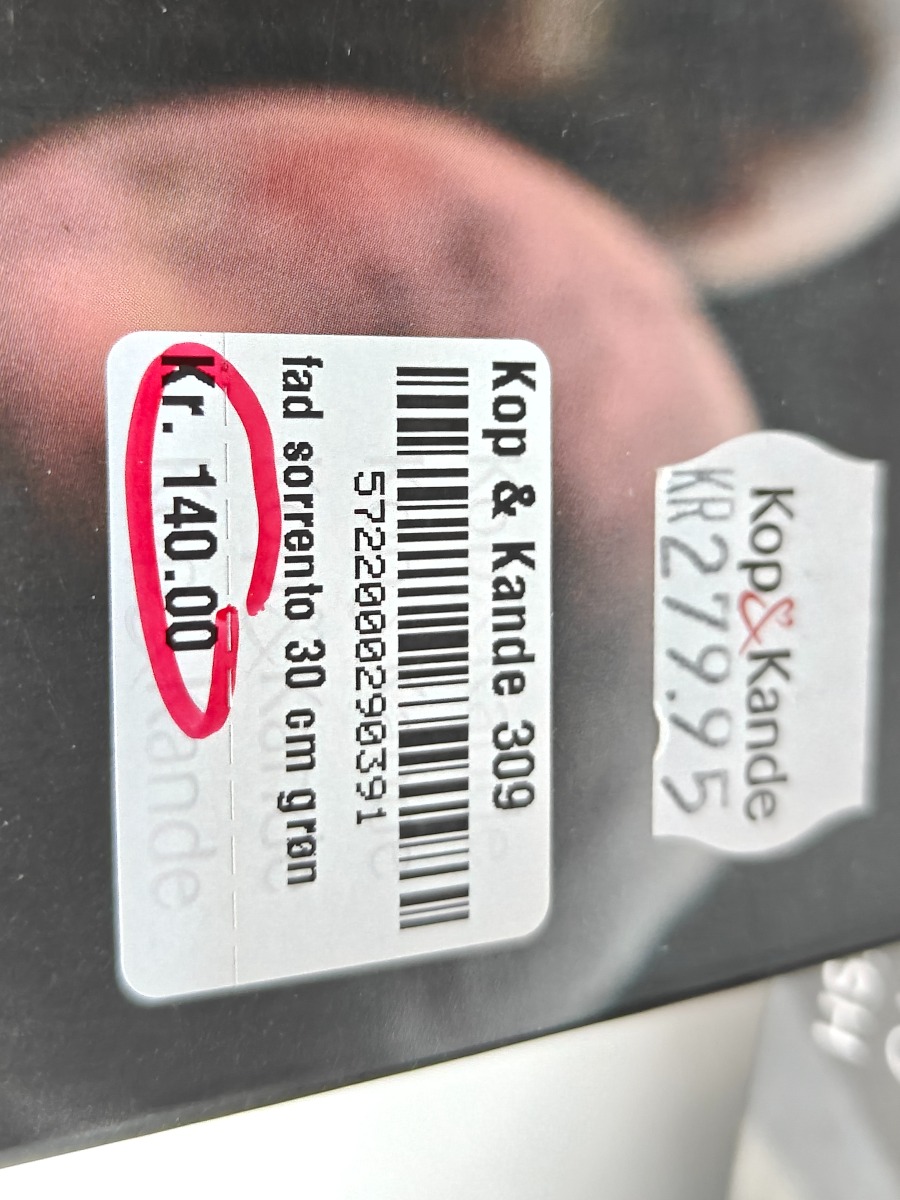 Kop&Kande
KR279.95
Kop & Kande 309
5722000290391
fad sorrento 30 cm grøn
Kr. 140.00